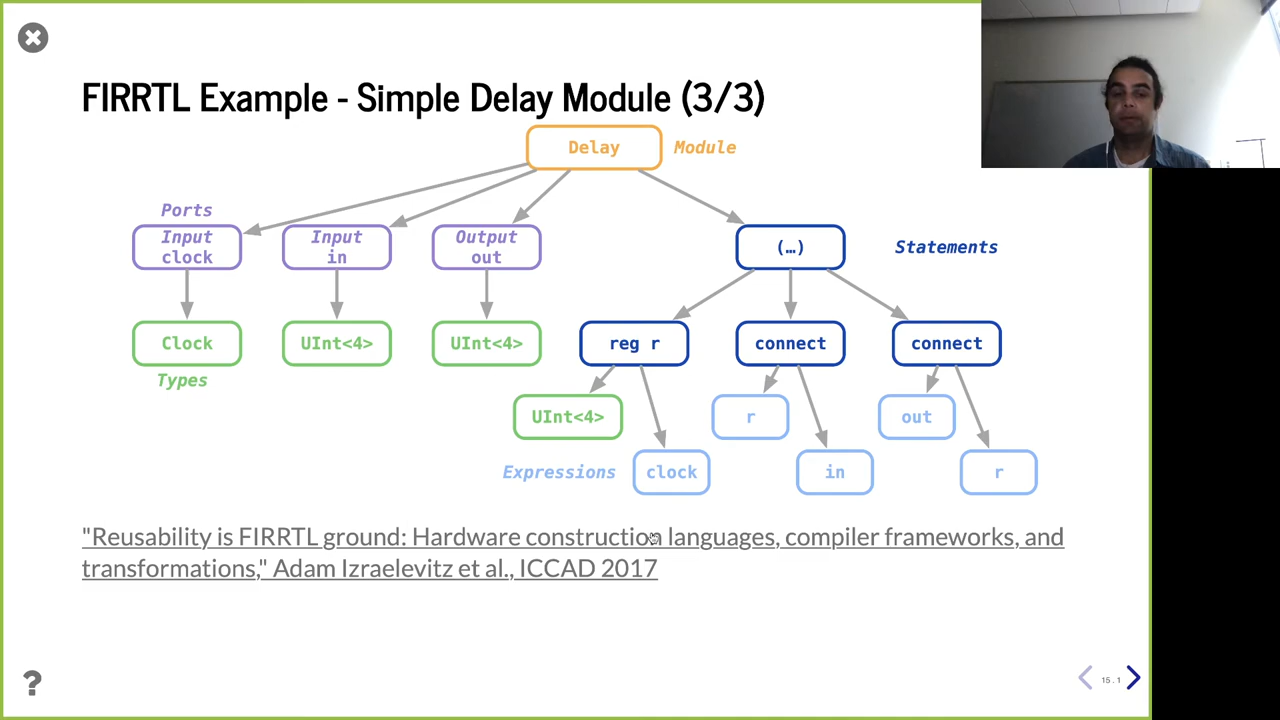 FIRRTL Example - Simple Delay Module (3/3)
Delay
Module
Ports
Input
clock
Input
in
Output
out
(…)
Statements
Clock
UInt<4>
UInt<4>
reg r
connect
connect
Types
UInt<4>
r
out
Expressions
clock
in
r
"Reusability is FIRRTL ground: Hardware construction languages, compiler frameworks, and
transformations," Adam Izraelevitz et al., ICCAD 2017
?
15 . 1